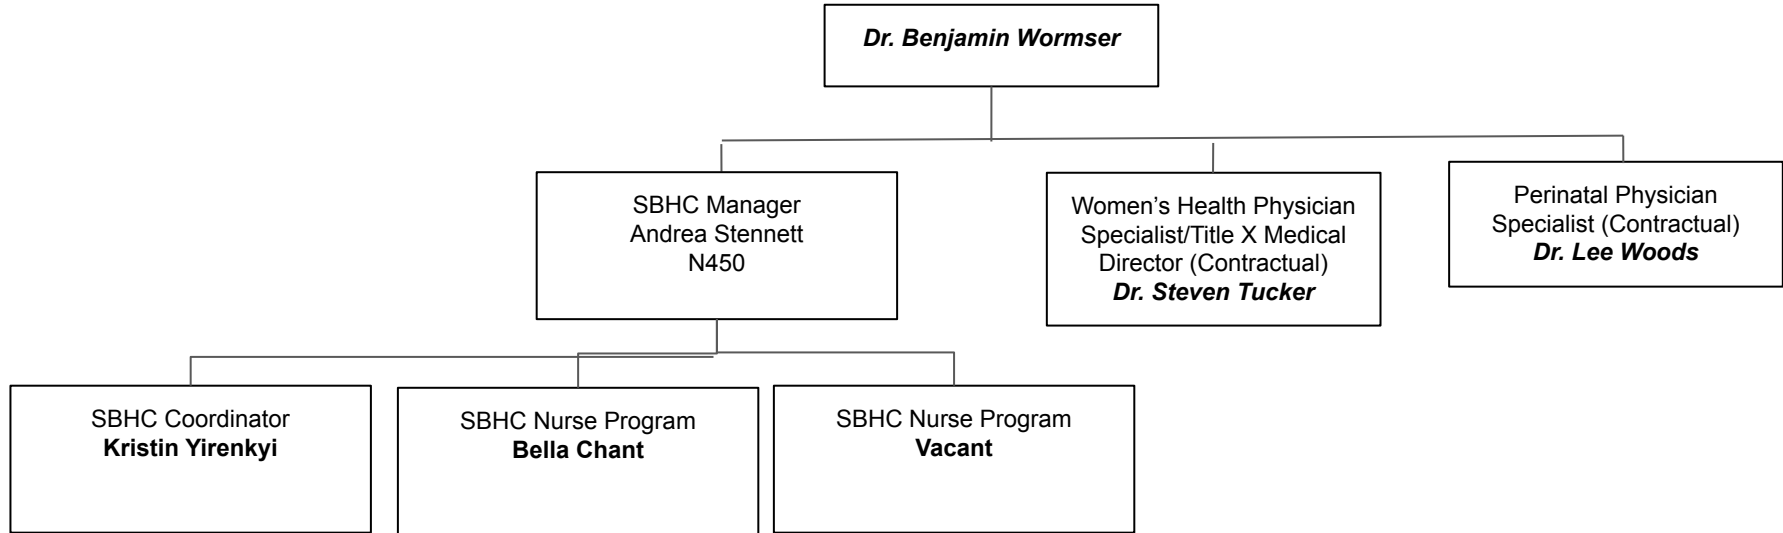 Dr. Benjamin Wormser
SBHC Manager
Andrea Stennett
N450
Women’s Health Physician
Specialist/Title X Medical
Director (Contractual)
Dr. Steven Tucker
Perinatal Physician
Specialist (Contractual)
Dr. Lee Woods
SBHC Coordinator
Kristin Yirenkyi
SBHC Nurse Program
Bella Chant
SBHC Nurse Program
Vacant